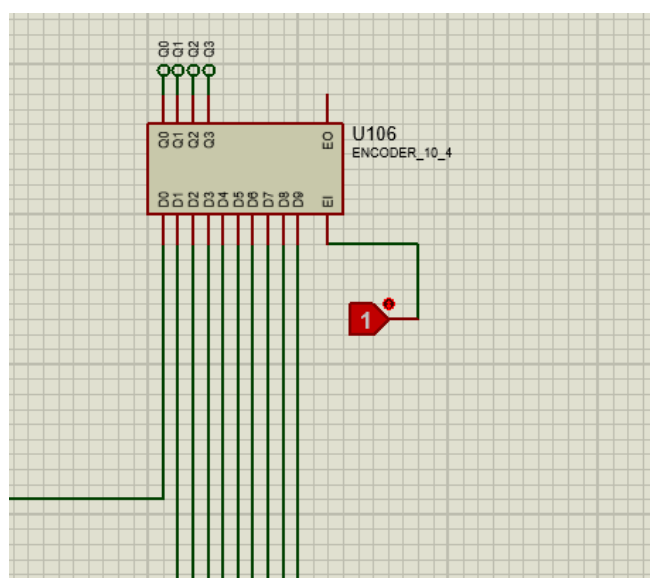 Q0 Q1 Q2 Q3
Q0 Q1 Q2 Q3 EO
U106
ENCODER_10_4
D0 D1 D2 D3 D4 D5 D6 D7 D8 D9 EI
1